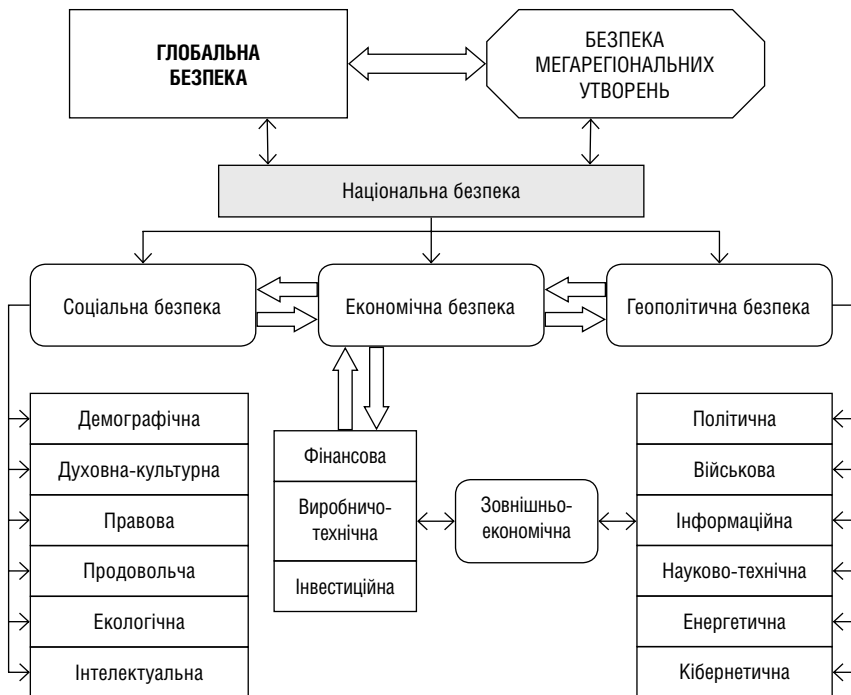 ГЛОБАЛЬНА
БЕЗПЕКА
БЕЗПЕКА
МЕГАРЕГІОНАЛЬНИХ
УТВОРЕНЬ
Національна безпека
Соціальна безпека
Економічна безпека
Геополітична безпека
Демографічна
Духовна-культурна
Правова
Продовольча
Екологічна
Інтелектуальна
Фінансова
Виробничо-
технічна
Інвестиційна
Зовнішньо-
економічна
Політична
Військова
Інформаційна
Науково-технічна
Енергетична
Кібернетична